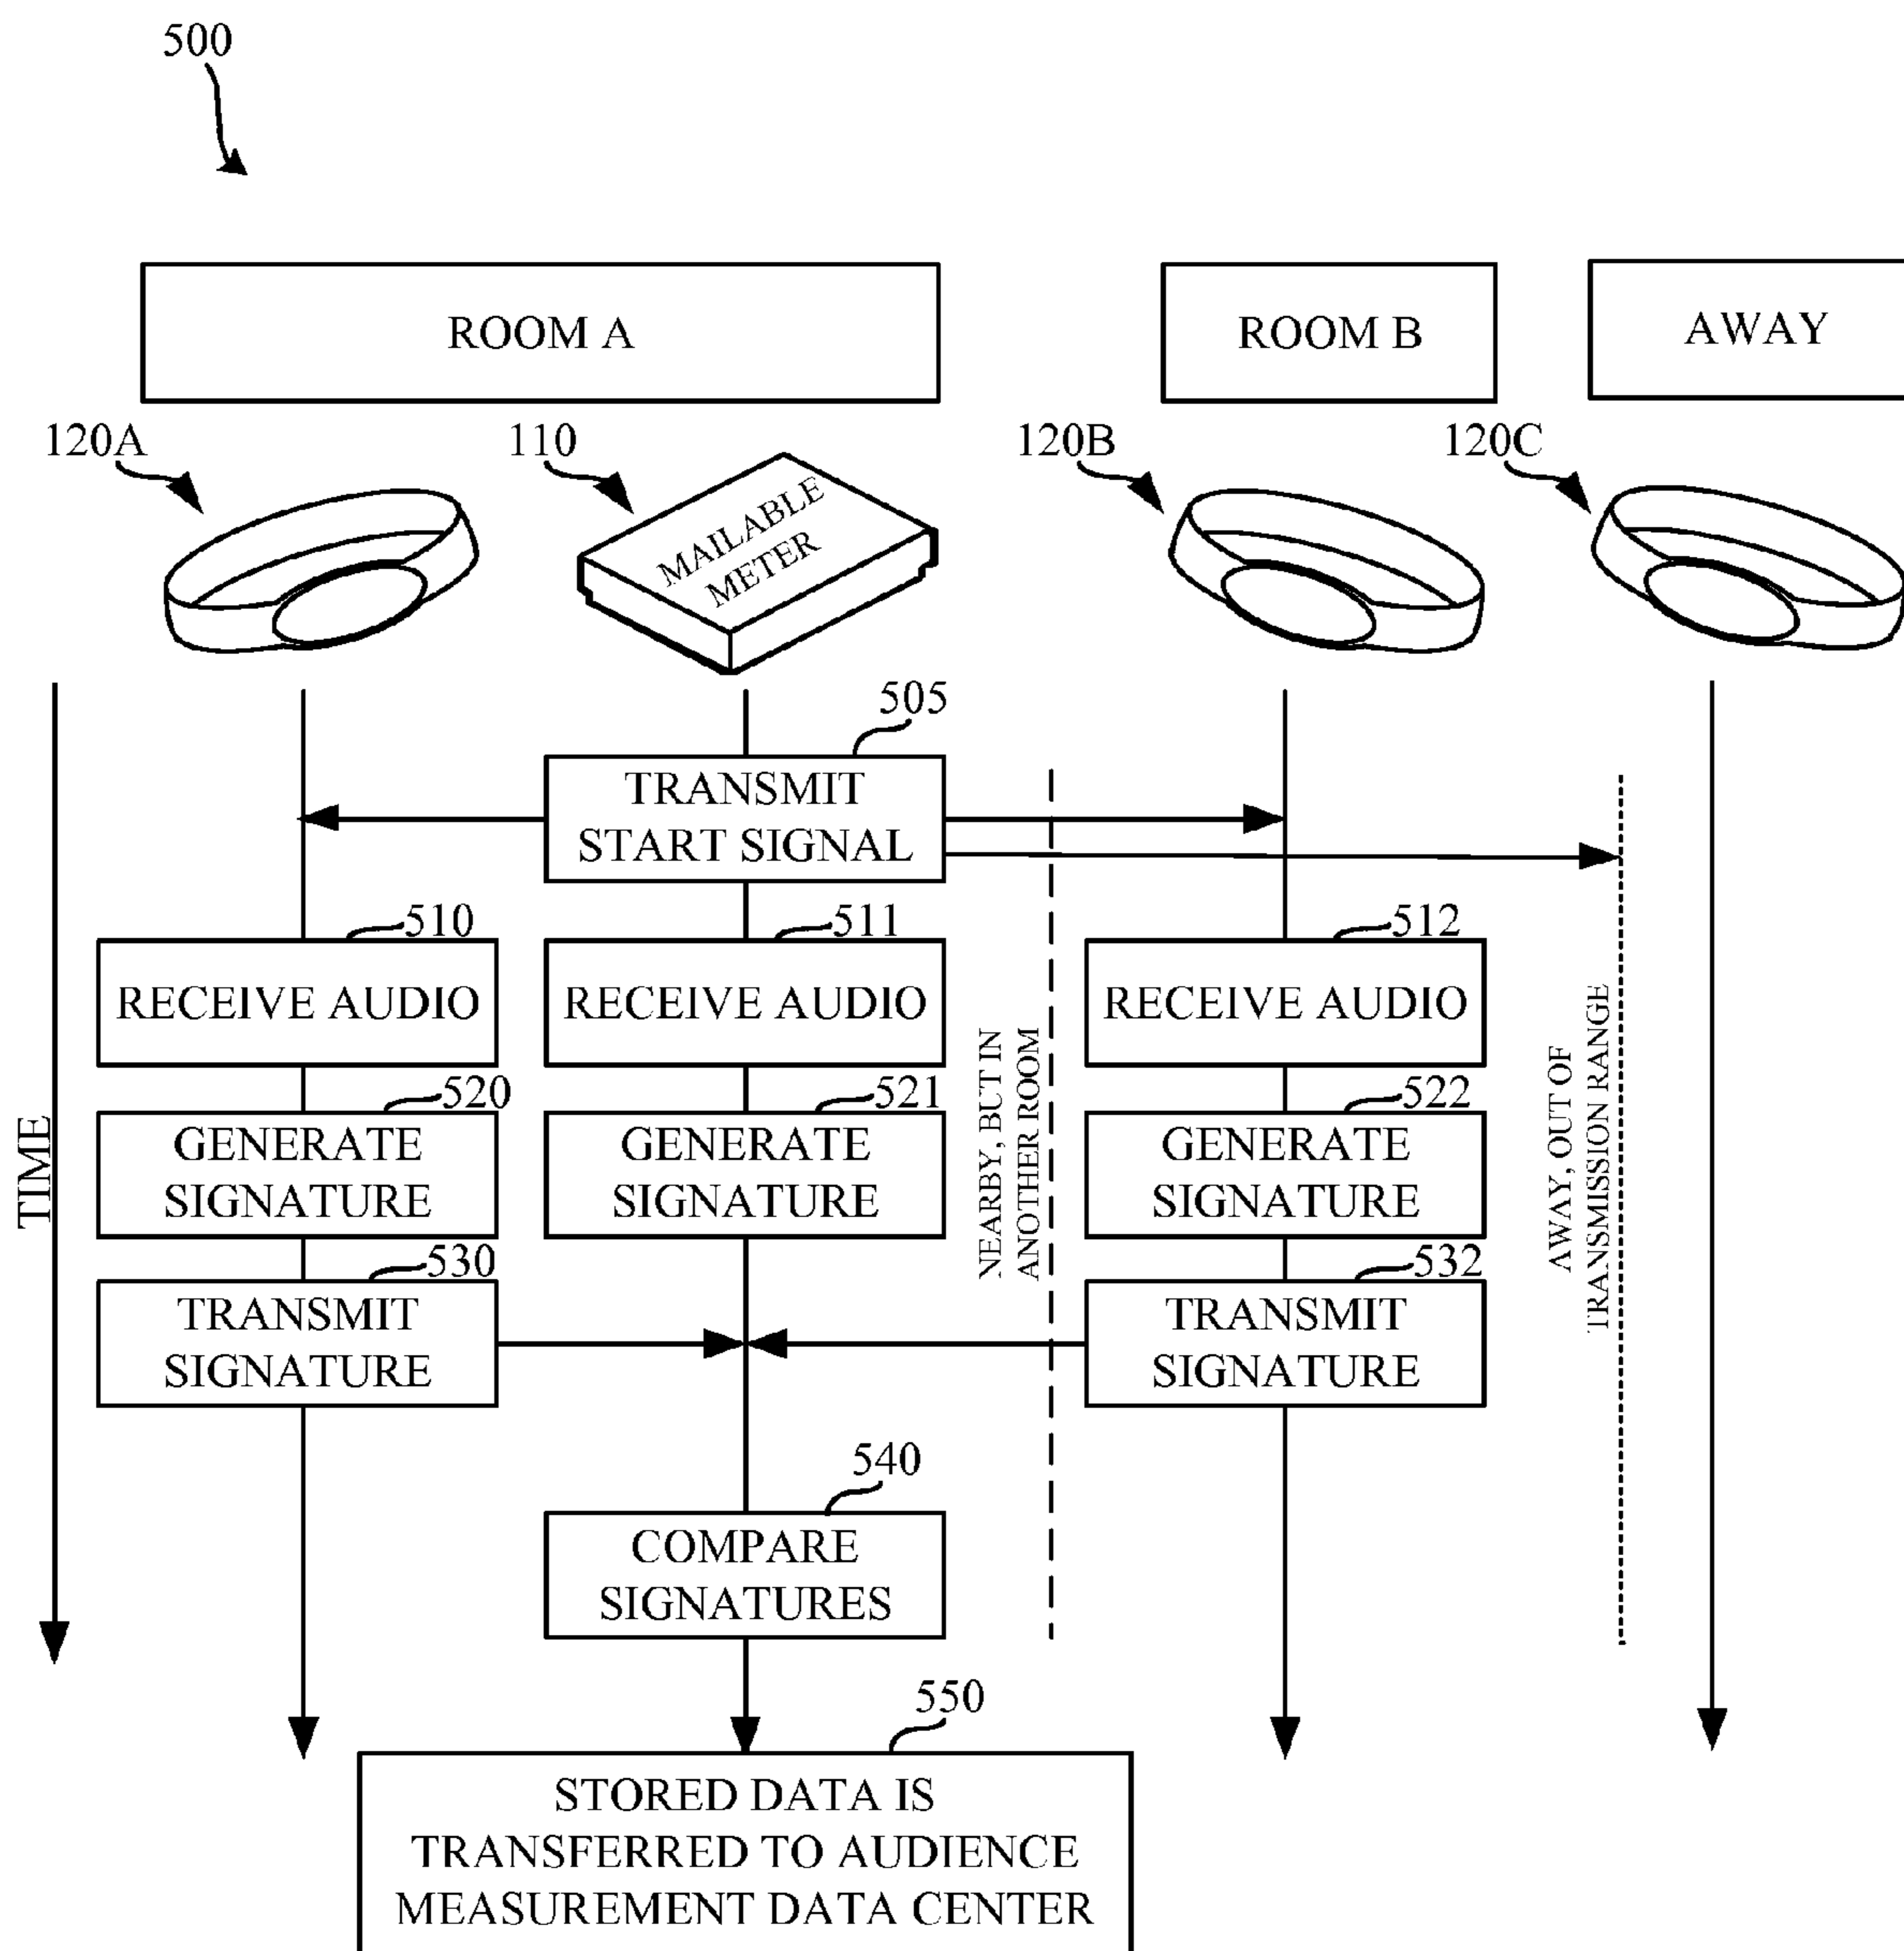 500
ROOM A
ROOM B
AWAY
120A
110
120B
120C
MAILABLE
METER
505
TRANSMIT
START SIGNAL
510
511
512
RECEIVE AUDIO
RECEIVE AUDIO
RECEIVE AUDIO
TIME
520
521
522
GENERATE
SIGNATURE
GENERATE
SIGNATURE
GENERATE
SIGNATURE
NEARBY, BUT IN
ANOTHER ROOM
AWAY, OUT OF
TRANSMISSION RANGE
530
532
TRANSMIT
SIGNATURE
TRANSMIT
SIGNATURE
540
COMPARE
SIGNATURES
550
STORED DATA IS
TRANSFERRED TO AUDIENCE
MEASUREMENT DATA CENTER